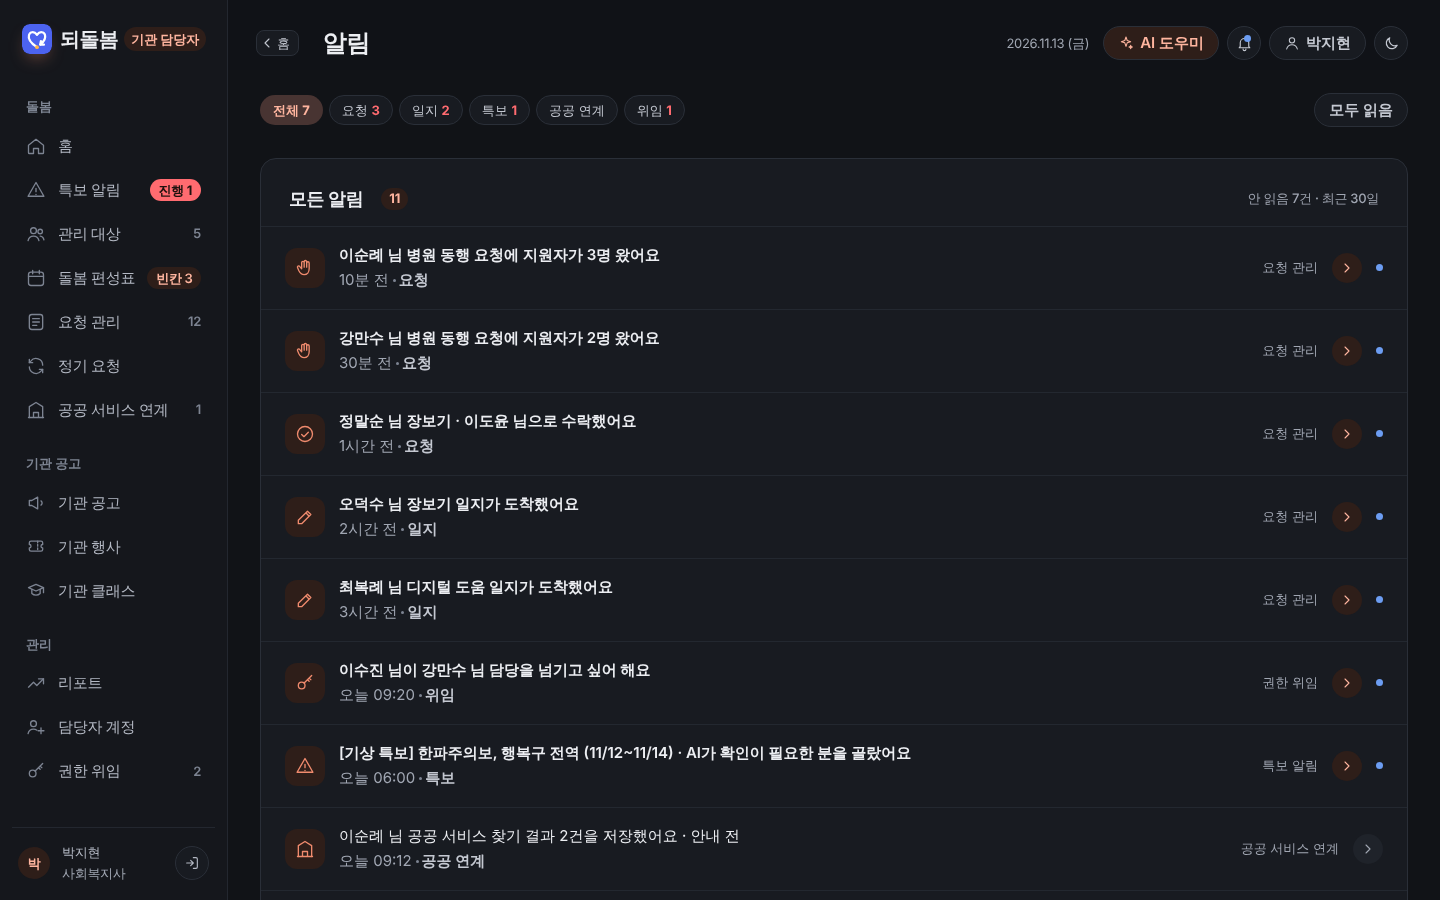 되돌봄 기관 담당자
돌봄
홈
특보 알림 진행 1
관리 대상 5
돌봄 편성표 빈칸 3
요청 관리 12
정기 요청
공공 서비스 연계 1
기관 공고
기관 공고
기관 행사
기관 클래스
관리
리포트
담당자 계정
권한 위임 2
박 박지현
사회복지사
홈 알림 2026.11.13 (금) AI 도우미 박지현
전체 7 요청 3 일지 2 특보 1 공공 연계 위임 1 모두 읽음
모든 알림 11 안 읽음 7건 · 최근 30일
이순례 님 병원 동행 요청에 지원자가 3명 왔어요
10분 전 · 요청 요청 관리
강만수 님 병원 동행 요청에 지원자가 2명 왔어요
30분 전 · 요청 요청 관리
정말순 님 장보기 · 이도윤 님으로 수락했어요
1시간 전 · 요청 요청 관리
오덕수 님 장보기 일지가 도착했어요
2시간 전 · 일지 요청 관리
최복례 님 디지털 도움 일지가 도착했어요
3시간 전 · 일지 요청 관리
이수진 님이 강만수 님 담당을 넘기고 싶어 해요
오늘 09:20 · 위임 권한 위임
[기상 특보] 한파주의보, 행복구 전역 (11/12~11/14) · AI가 확인이 필요한 분을 골랐어요
오늘 06:00 · 특보 특보 알림
이순례 님 공공 서비스 찾기 결과 2건을 저장했어요 · 안내 전
오늘 09:12 · 공공 연계 공공 서비스 연계